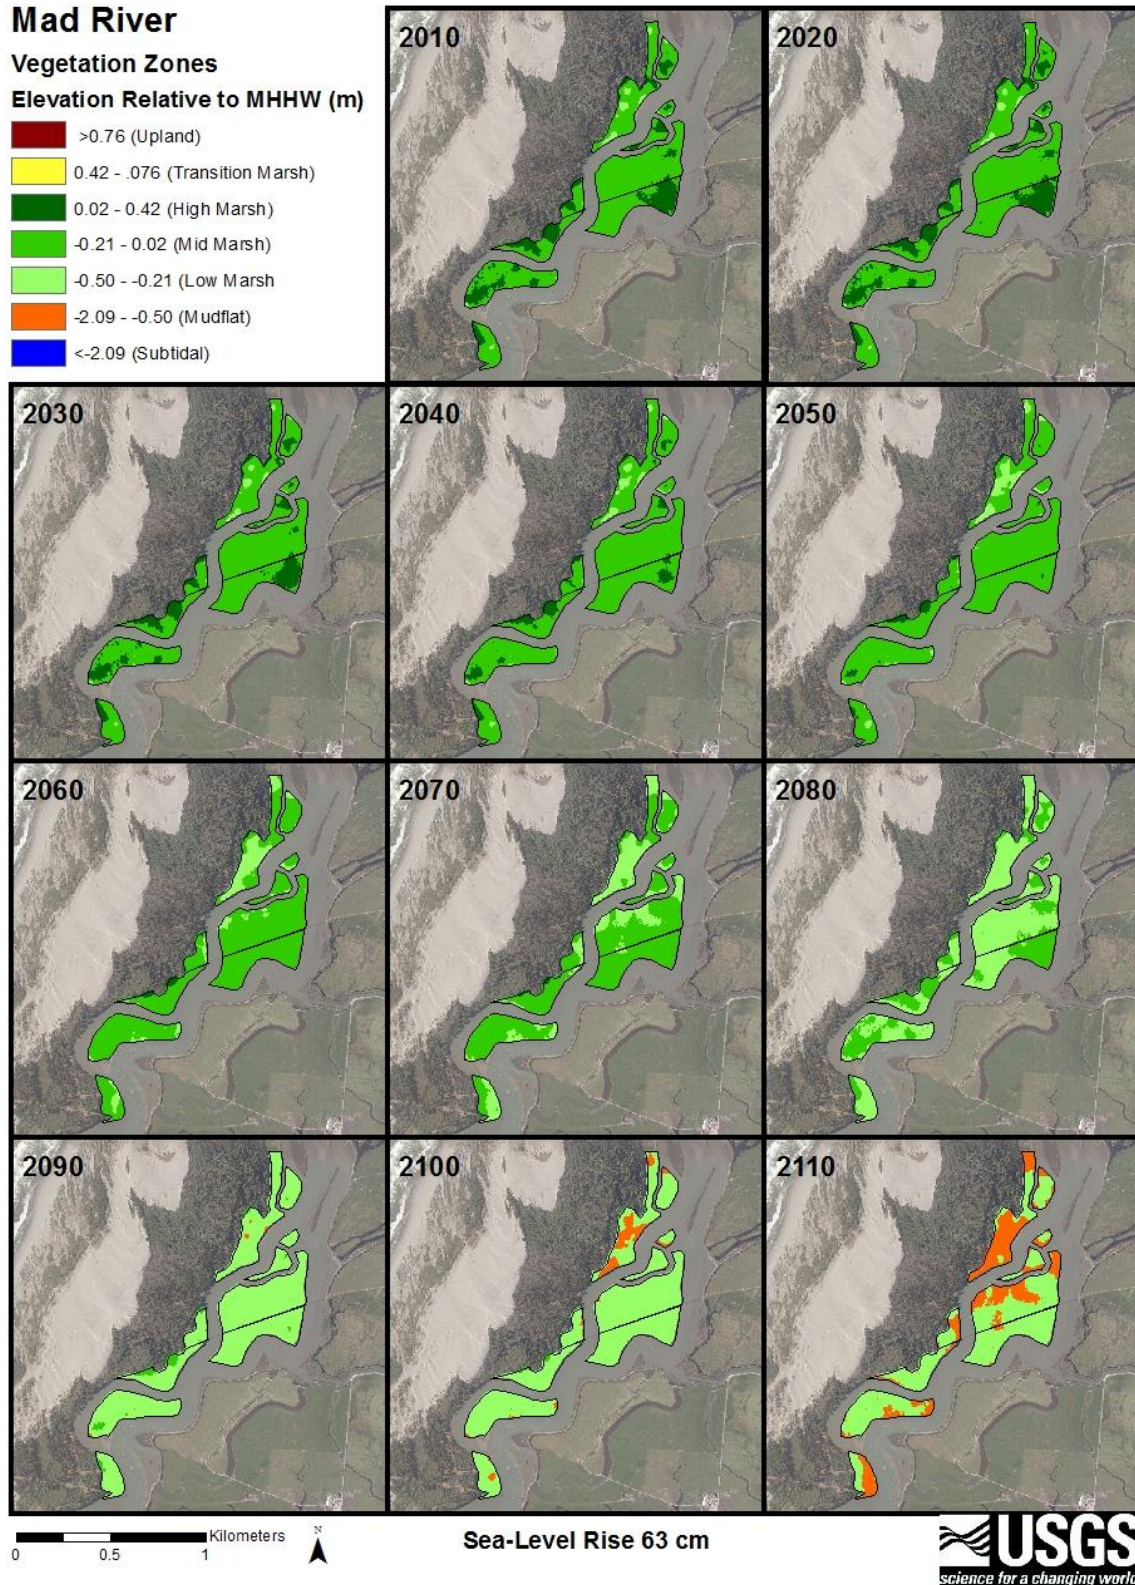 Mad River
Vegetation Zones
Elevation Relative to MHHW (m)
>0.76 (Upland)
0.42 - .076 (Transition Marsh)
0.02 - 0.42 (High Marsh)
-0.21 - 0.02 (Mid Marsh)
-0.50 - -0.21 (Low Marsh
-2.09 - -0.50 (Mudflat)
<-2.09 (Subtidal)
2010
2020
2030
2040
2050
2060
2070
2080
2090
2100
2110
Kilometers
0 0.5 1
N
Sea-Level Rise 63 cm
USGS
science for a changing world